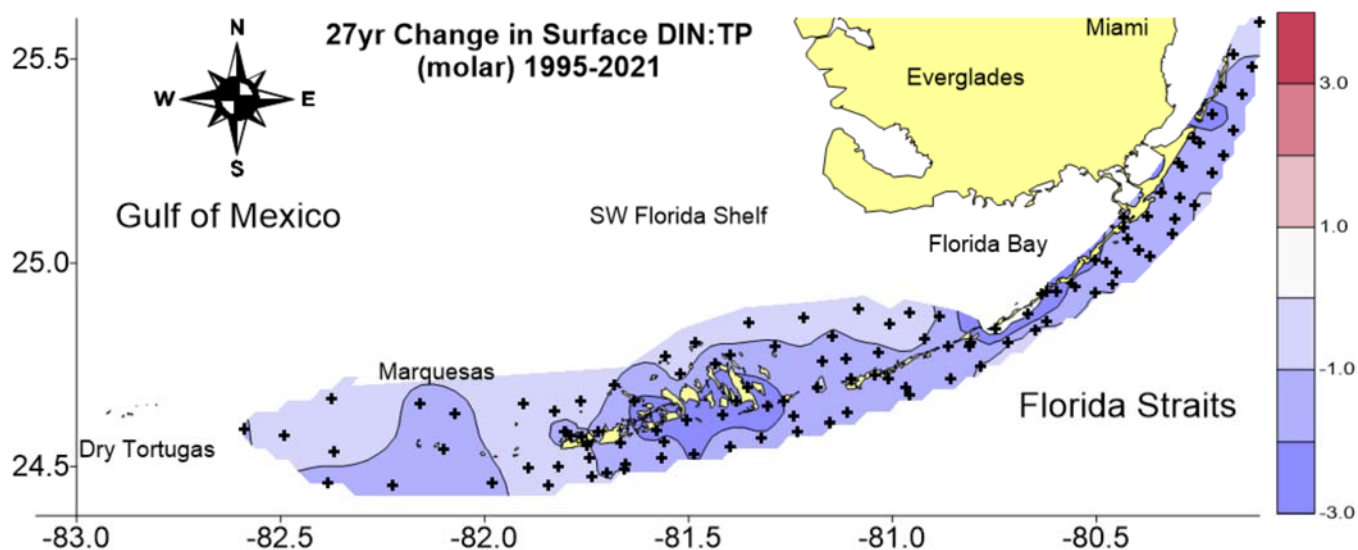 27yr Change in Surface DIN:TP
(molar) 1995-2021
N
W
E
S
Miami
Everglades
Gulf of Mexico
SW Florida Shelf
Florida Bay
Marquesas
Florida Straits
Dry Tortugas
25.5
25.0
24.5
-83.0
-82.5
-82.0
-81.5
-81.0
-80.5
3.0
1.0
-1.0
-3.0